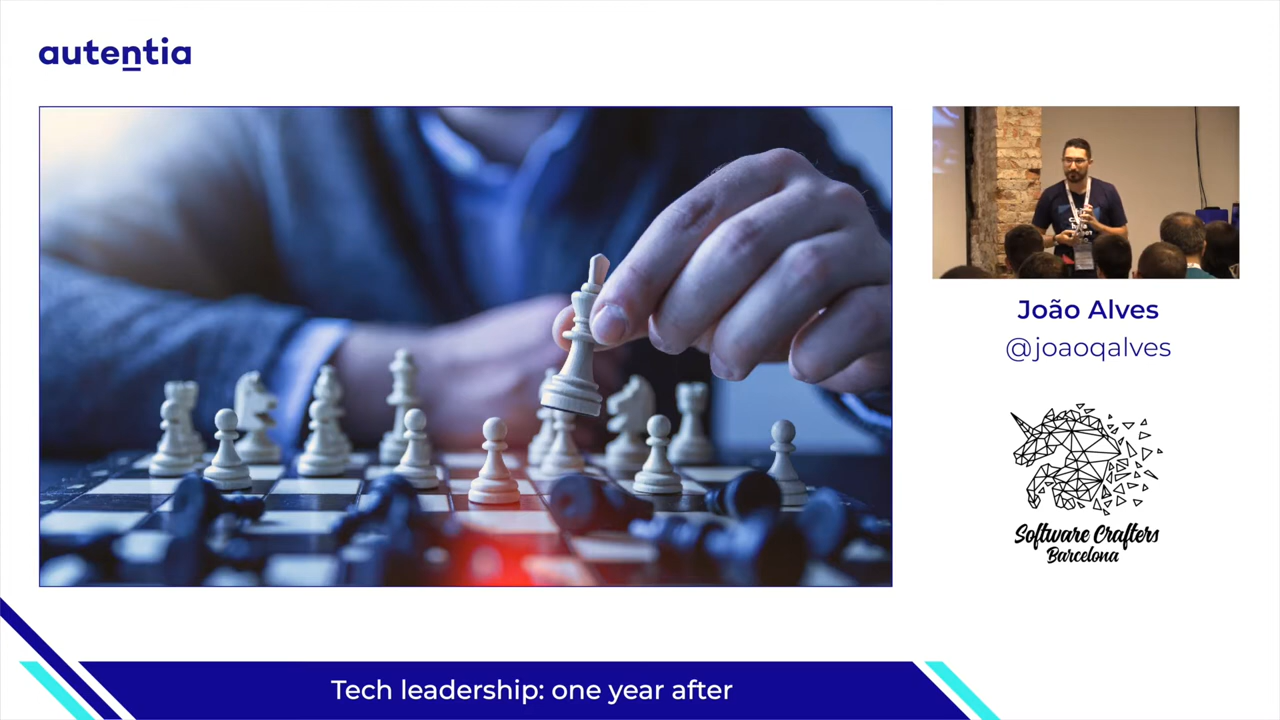 autentia
João Alves
@joaoqalves
Software Crafters
Barcelona
Tech leadership: one year after